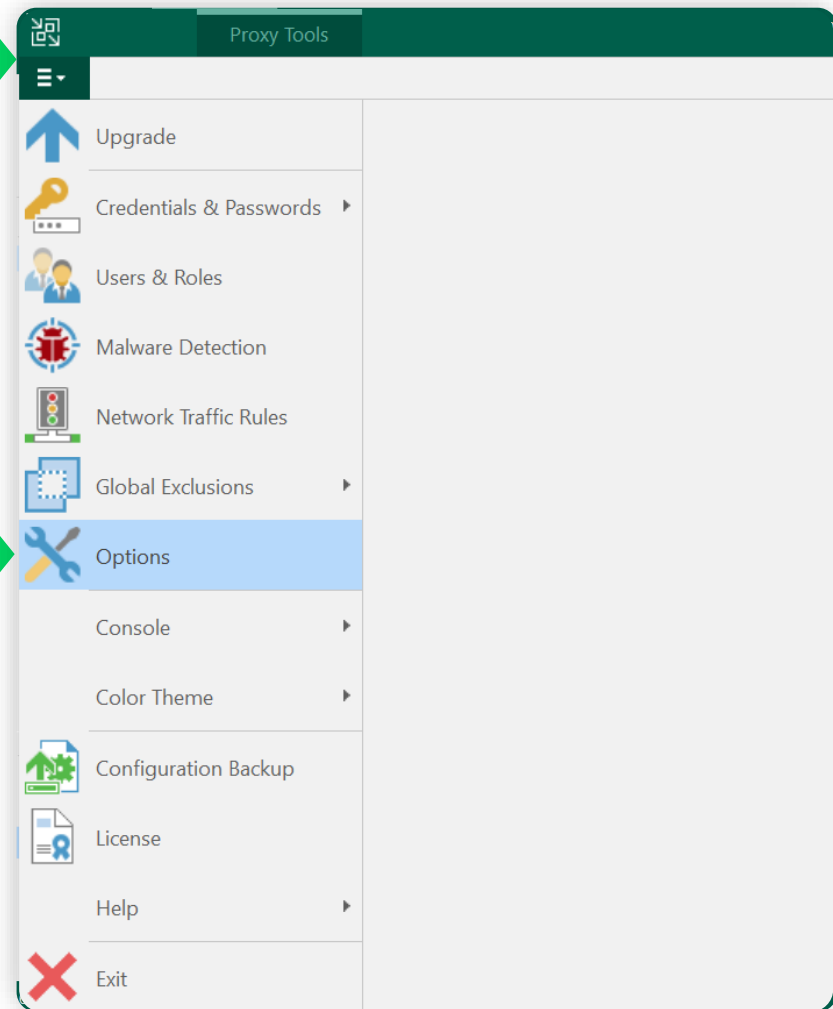 Proxy Tools
Upgrade
Credentials & Passwords
Users & Roles
Malware Detection
Network Traffic Rules
Global Exclusions
Options
Console
Color Theme
Configuration Backup
License
Help
Exit